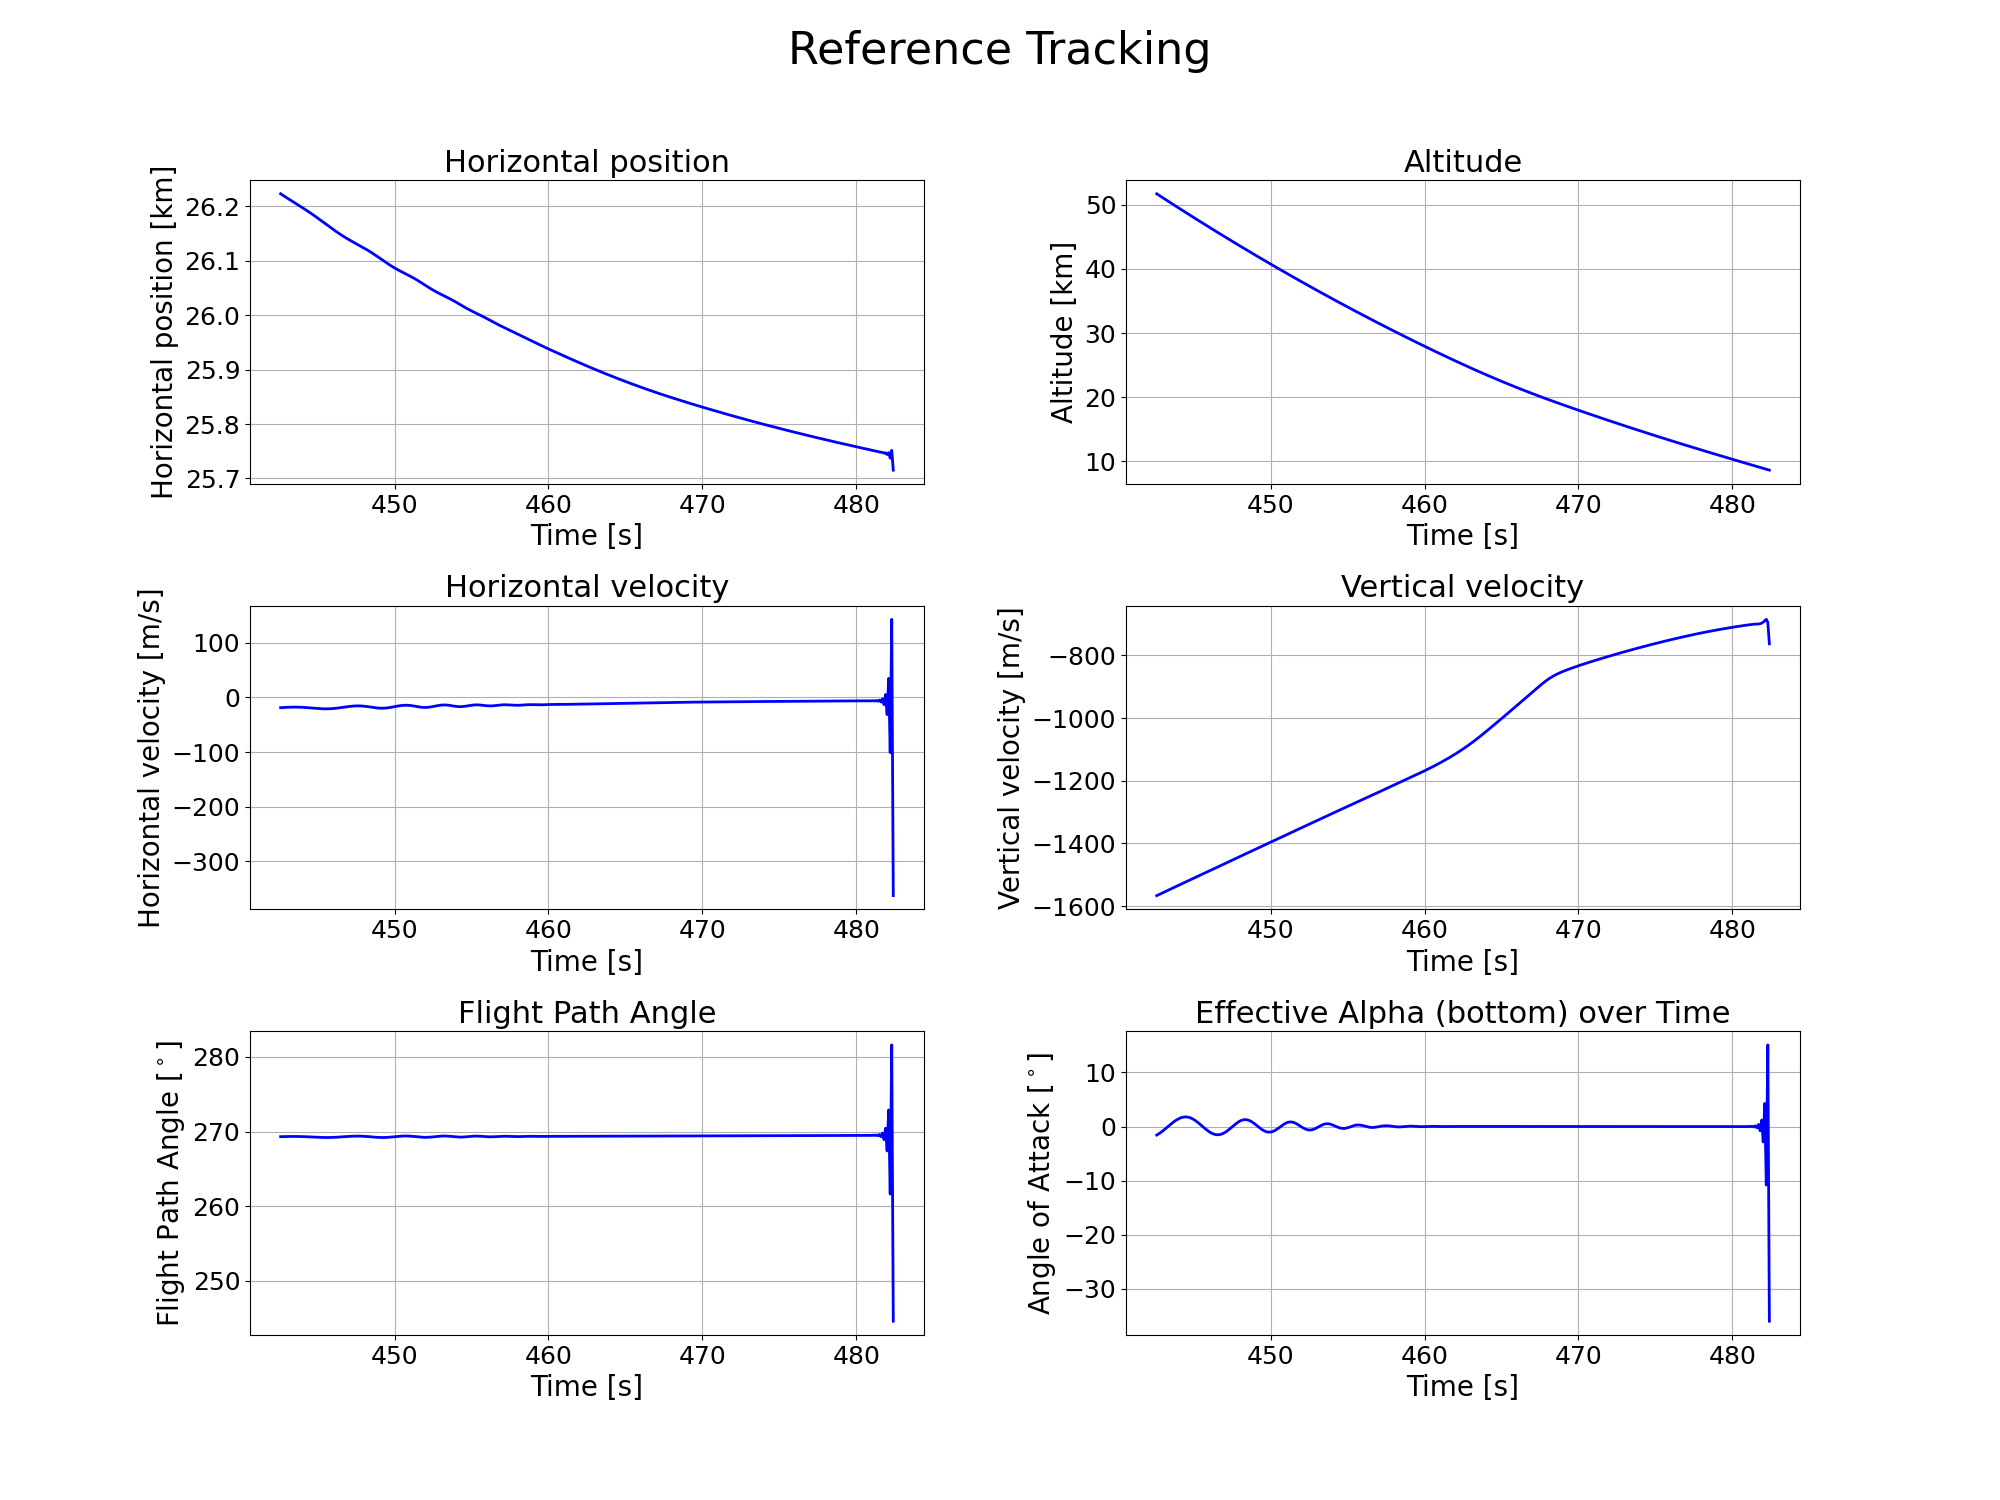 Reference Tracking
Horizontal position
Horizontal position [km]
26.2
26.1
26.0
25.9
25.8
25.7
450 460 470 480
Time [s]
Altitude
Altitude [km]
50
40
30
20
10
450 460 470 480
Time [s]
Horizontal velocity
Horizontal velocity [m/s]
100
0
−100
−200
−300
450 460 470 480
Time [s]
Vertical velocity
Vertical velocity [m/s]
−800
−1000
−1200
−1400
−1600
450 460 470 480
Time [s]
Flight Path Angle
Flight Path Angle [°]
280
270
260
250
450 460 470 480
Time [s]
Effective Alpha (bottom) over Time
Angle of Attack [°]
10
0
−10
−20
−30
450 460 470 480
Time [s]